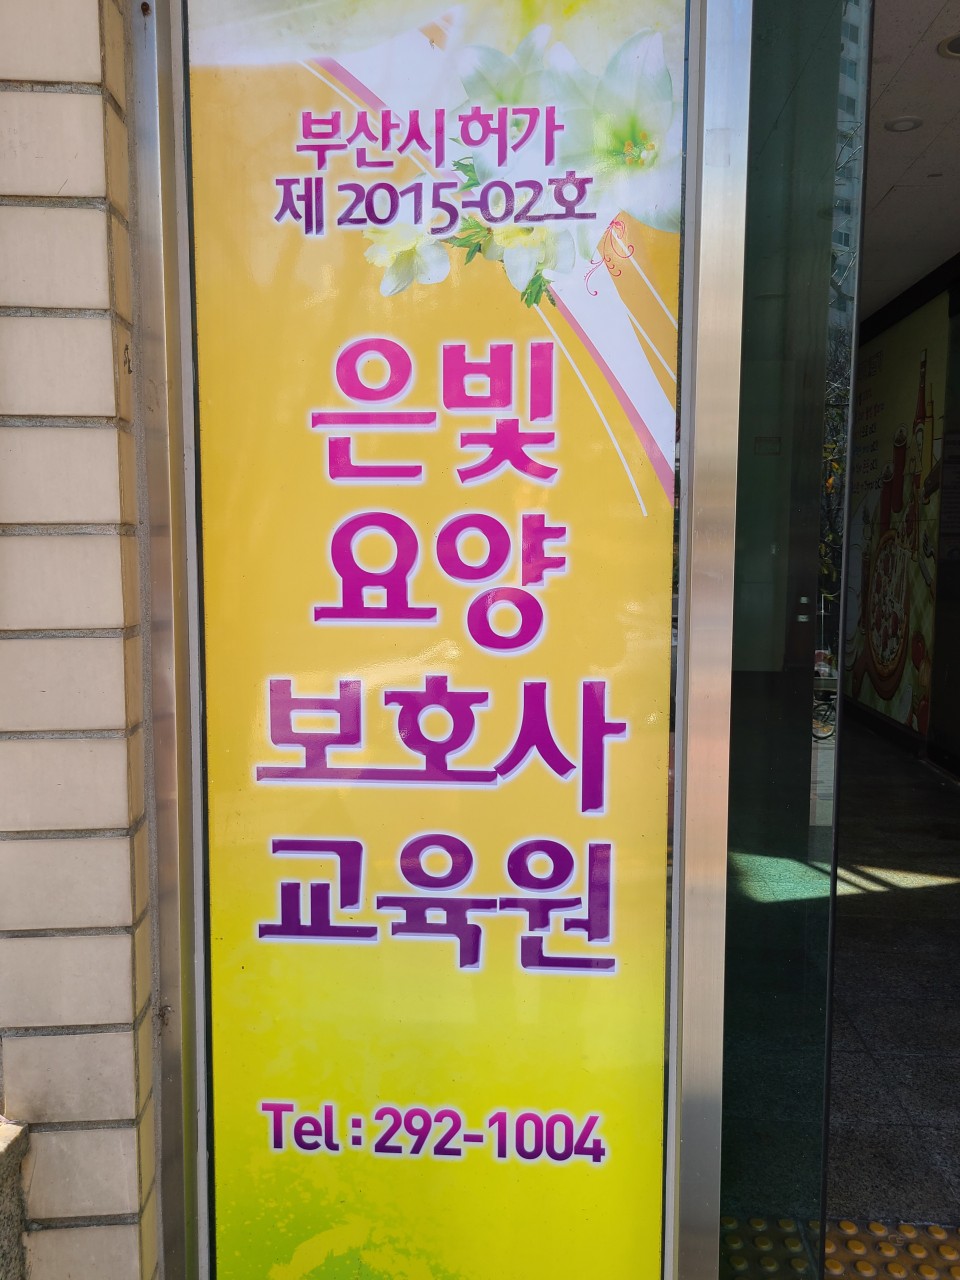 부산시 허가
제 2015-02호
은빛
요양
보호사
교육원
Tel : 292-1004